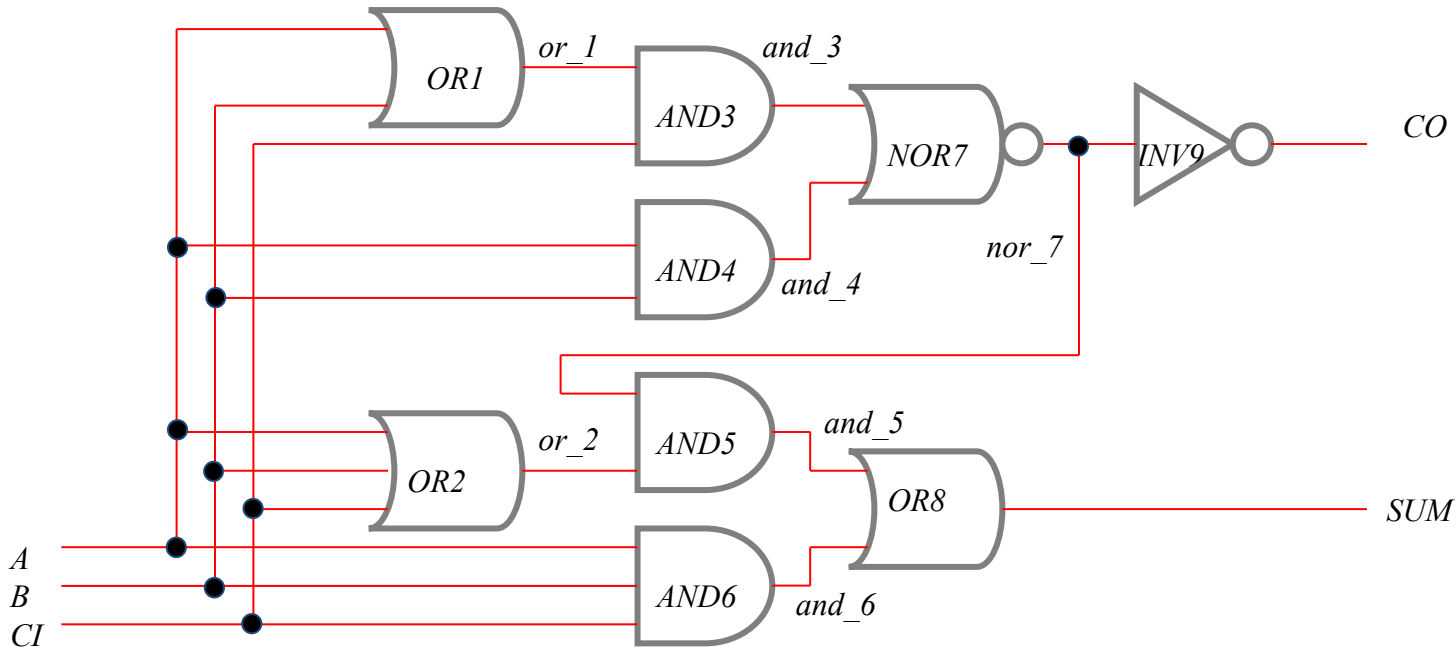 or_1
and_3
OR1
AND3
CO
NOR7
INV9
AND4
nor_7
and_4
or_2
and_5
AND5
OR2
OR8
SUM
A
B
AND6
and_6
CI